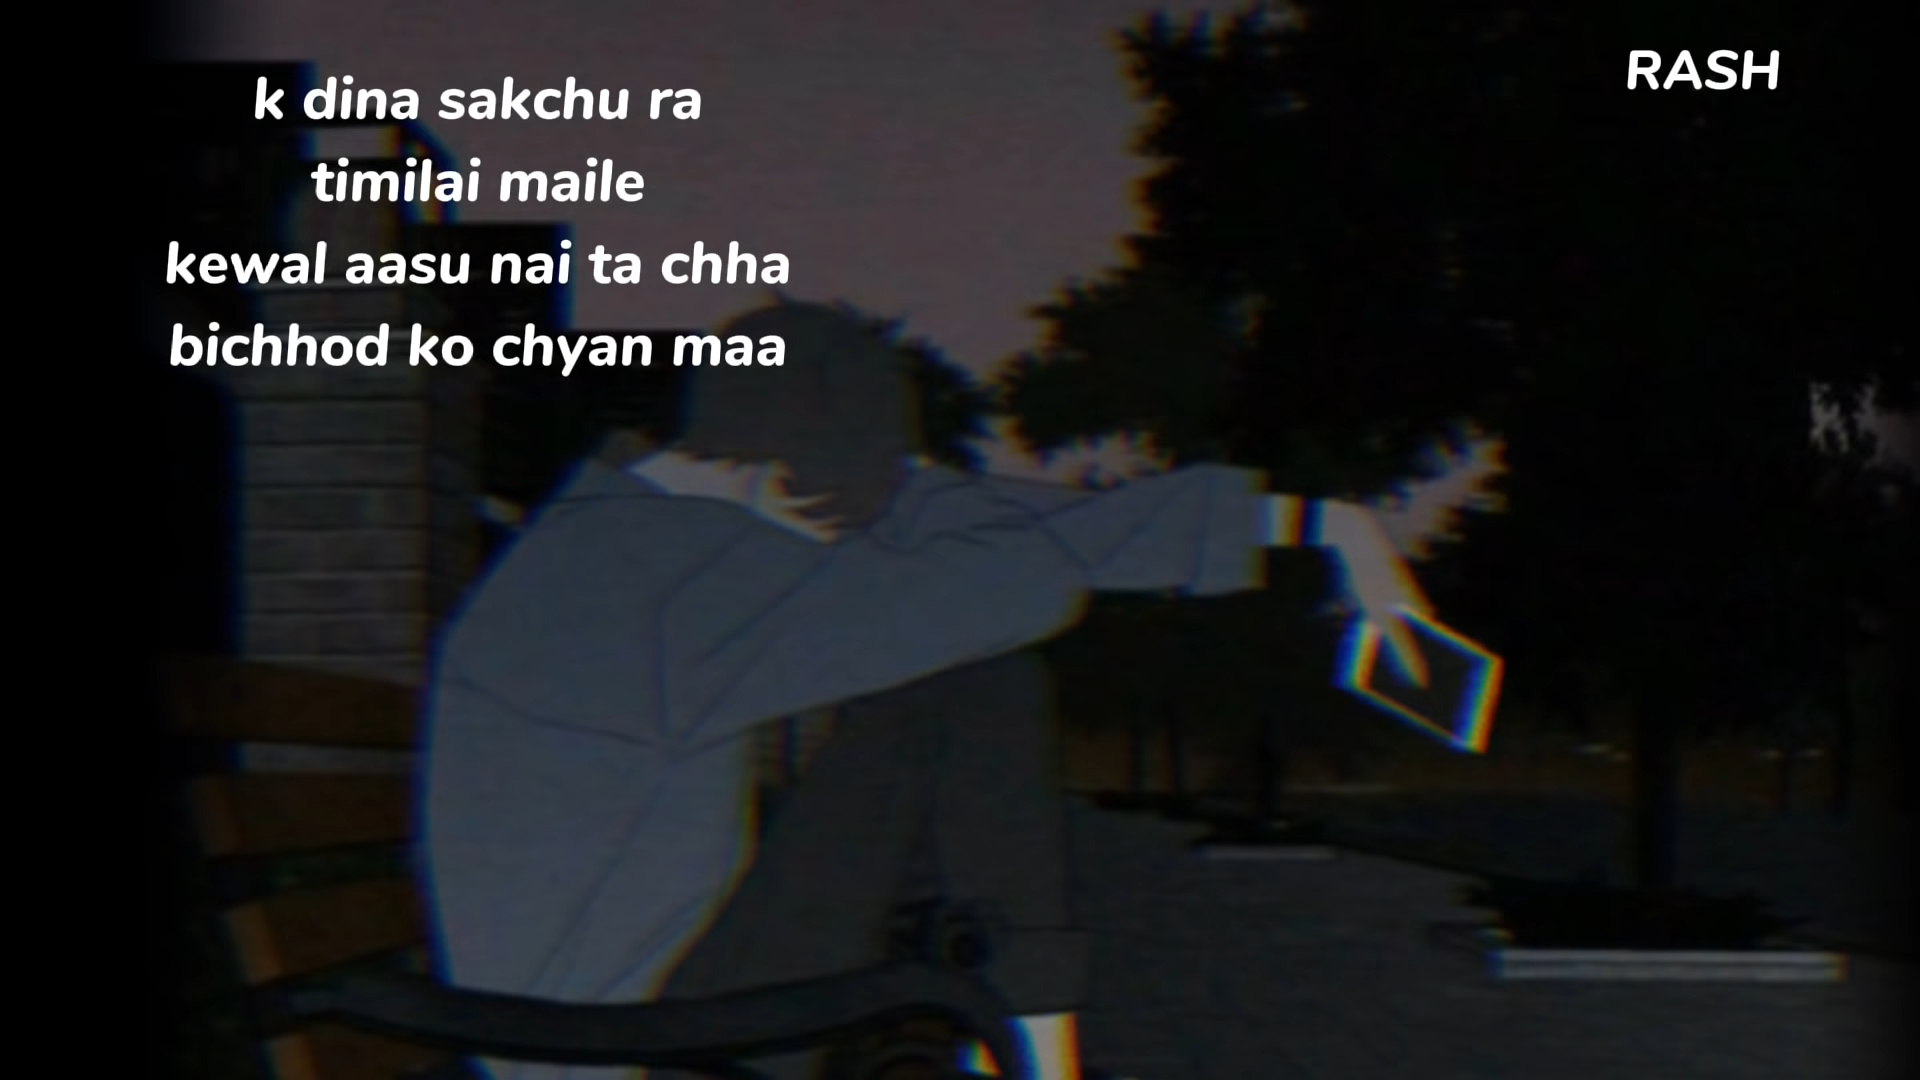 k dina sakchu ra
timilai maile
kewal aasu nai ta chha
bichhod ko chyan maa
RASH